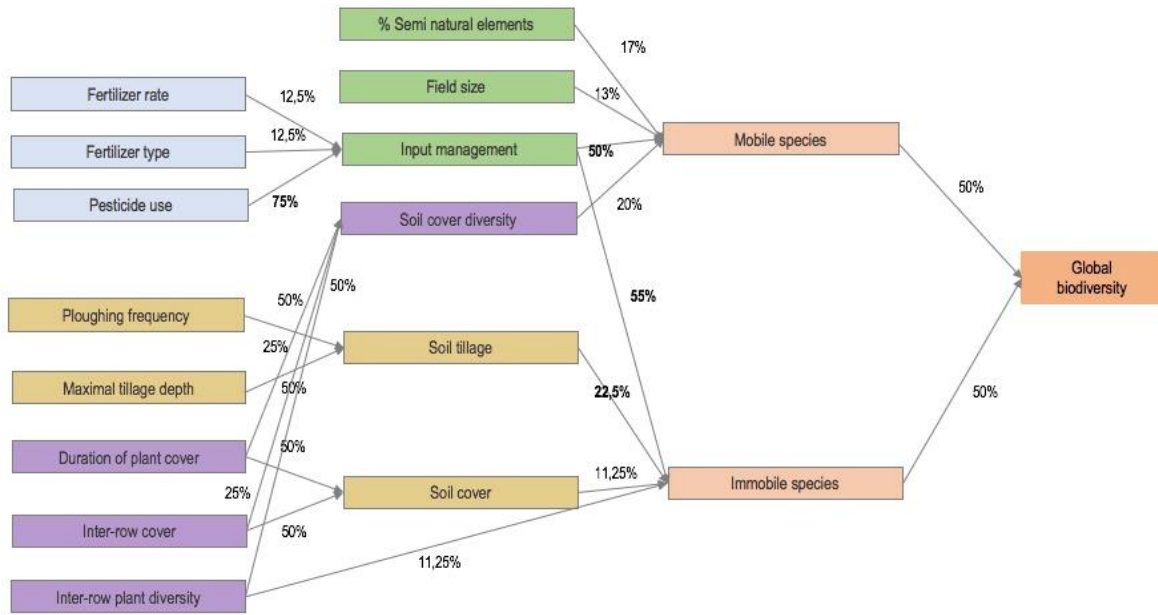 % Semi natural elements
17%
Fertilizer rate
12,5%
Field size
13%
Fertilizer type
12,5%
Input management
50%
Mobile species
50%
Pesticide use
75%
Soil cover diversity
20%
Global
biodiversity
Ploughing frequency
50%
50%
55%
Soil tillage
25%
Maximal tillage depth
50%
22,5%
50%
Duration of plant cover
50%
Soil cover
11,25%
Immobile species
25%
Inter-row cover
50%
11,25%
Inter-row plant diversity